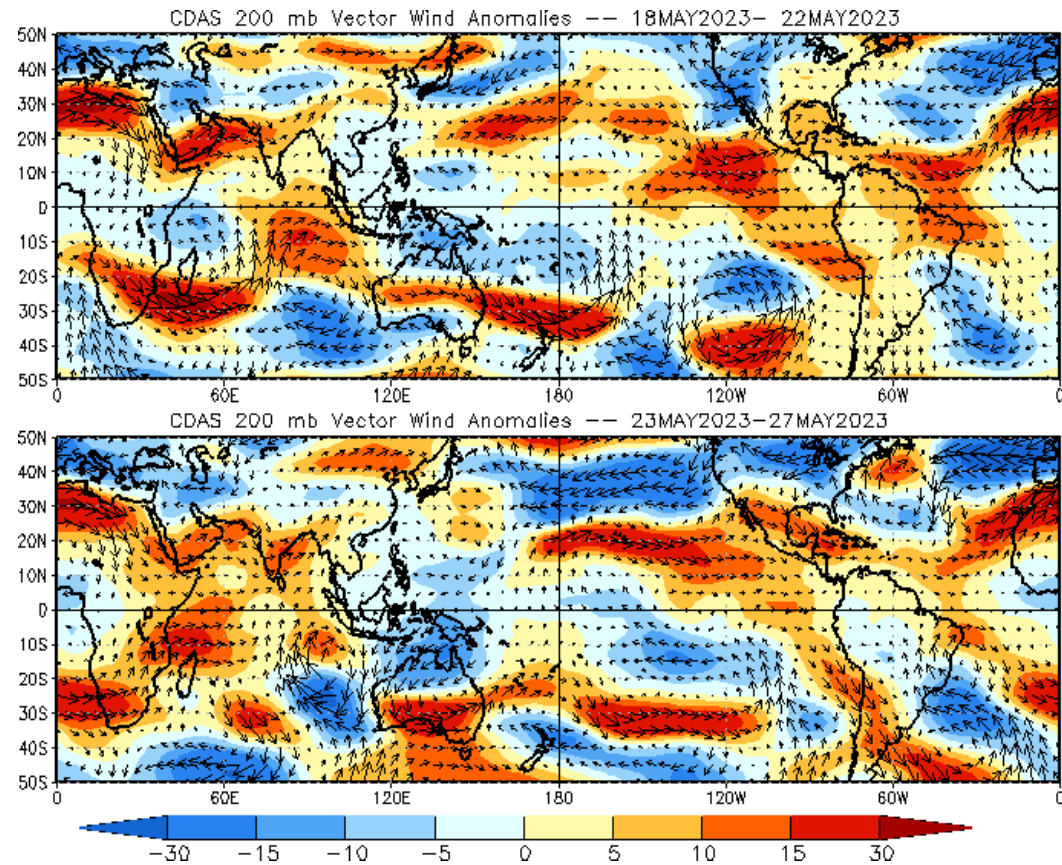 CDAS 200 mb Vector Wind Anomalies -- 18MAY2023- 22MAY2023
50N
40N
30N
20N
10N
0
10S
20S
30S
40S
50S
0 60E 120E 180 120W 60W 0
CDAS 200 mb Vector Wind Anomalies -- 23MAY2023-27MAY2023
50N
40N
30N
20N
10N
0
10S
20S
30S
40S
50S
0 60E 120E 180 120W 60W 0
-30 -15 -10 -5 0 5 10 15 30